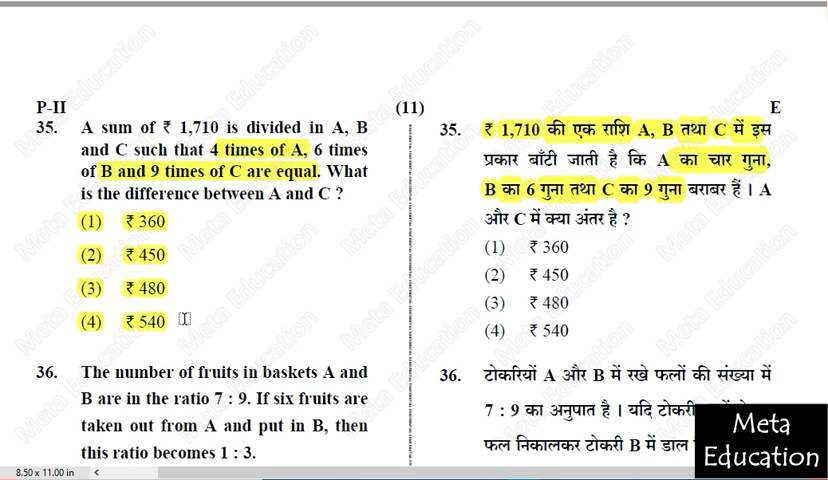 P-II
(11)
E
35. A sum of ₹ 1,710 is divided in A, B
and C such that 4 times of A, 6 times
of B and 9 times of C are equal. What
is the difference between A and C ?
(1) ₹ 360
(2) ₹ 450
(3) ₹ 480
(4) ₹ 540
36. The number of fruits in baskets A and
B are in the ratio 7 : 9. If six fruits are
taken out from A and put in B, then
this ratio becomes 1 : 3.
35. ₹ 1,710 की एक राशि A, B तथा C में इस
प्रकार बाँटी जाती है कि A का चार गुना,
B का 6 गुना तथा C का 9 गुना बराबर हैं । A
और C में क्या अंतर है ?
(1) ₹ 360
(2) ₹ 450
(3) ₹ 480
(4) ₹ 540
36. टोकरियों A और B में रखे फलों की संख्या में
7 : 9 का अनुपात है । यदि टोकरी
फल निकालकर टोकरी B में डाल
Meta
Education
8.50 x 11.00 in